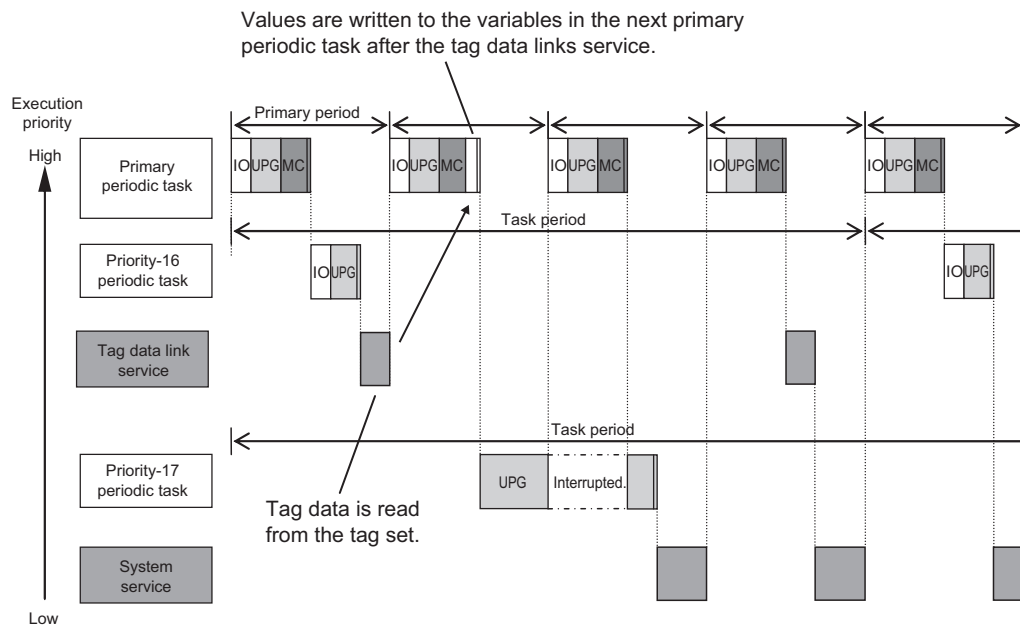 Values are written to the variables in the next primary
periodic task after the tag data links service.
Execution
priority
High
Primary period
Primary
periodic task
IO UPG MC
IO UPG MC
IO UPG MC
IO UPG MC
IO UPG MC
Task period
Priority-16
periodic task
IO UPG
IO UPG
Tag data link
service
Task period
Priority-17
periodic task
UPG
Interrupted.
Tag data is read
from the tag set.
System
service
Low